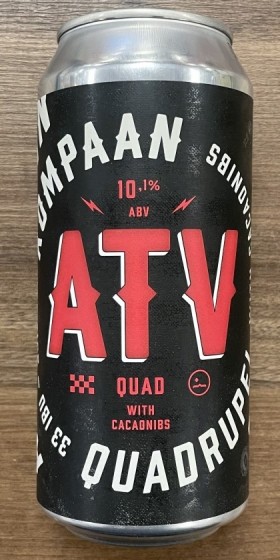 KOMPAAN
10,1%
ABV
ATV
QUAD
WITH
CACAONIBS
QUADRUPEL
CACAONIBS
33 IBU